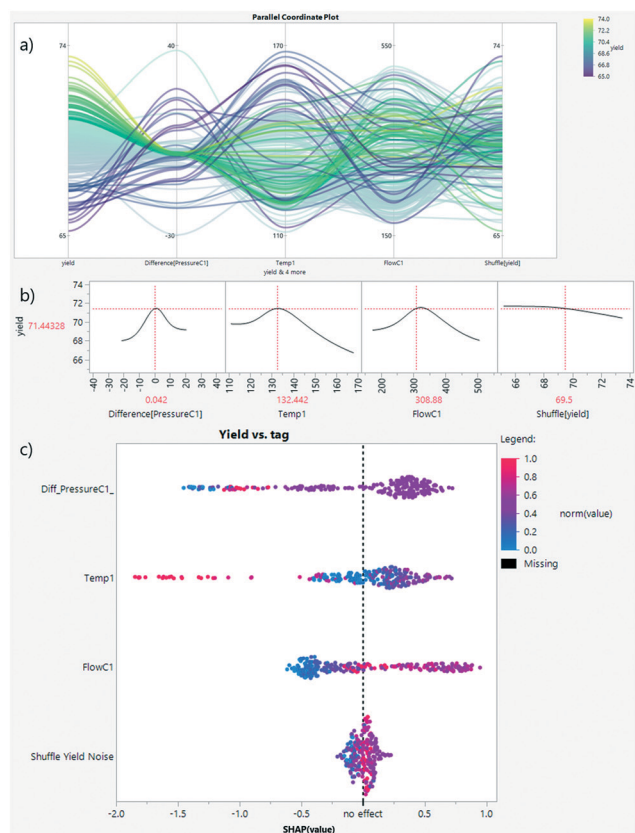 Parallel Coordinate Plot
a)
74 40 170 550 74
74.0
72.2
70.4
68.6
66.8
65.0
yield
65 -30 110 150 65
yield Difference[PressureC1] Temp1 FlowC1 Shuffle[yield]
yield & 4 more
b)
74
72
70
68
66
yield
71.44328
-40 -30 -20 -10 0 10 20 30 40 110 120 130 140 150 160 170 200 300 400 500 66 68 70 72 74
0.042 132.442 308.88 69.5
Difference[PressureC1] Temp1 FlowC1 Shuffle[yield]
c)
Yield vs. tag
Legend:
1.0
0.8
0.6
0.4
0.2
0.0
norm(value)
Missing
Diff_PressureC1_
Temp1
FlowC1
Shuffle Yield Noise
-2.0 -1.5 -1.0 -0.5 no effect 0.5 1.0
SHAP(value)